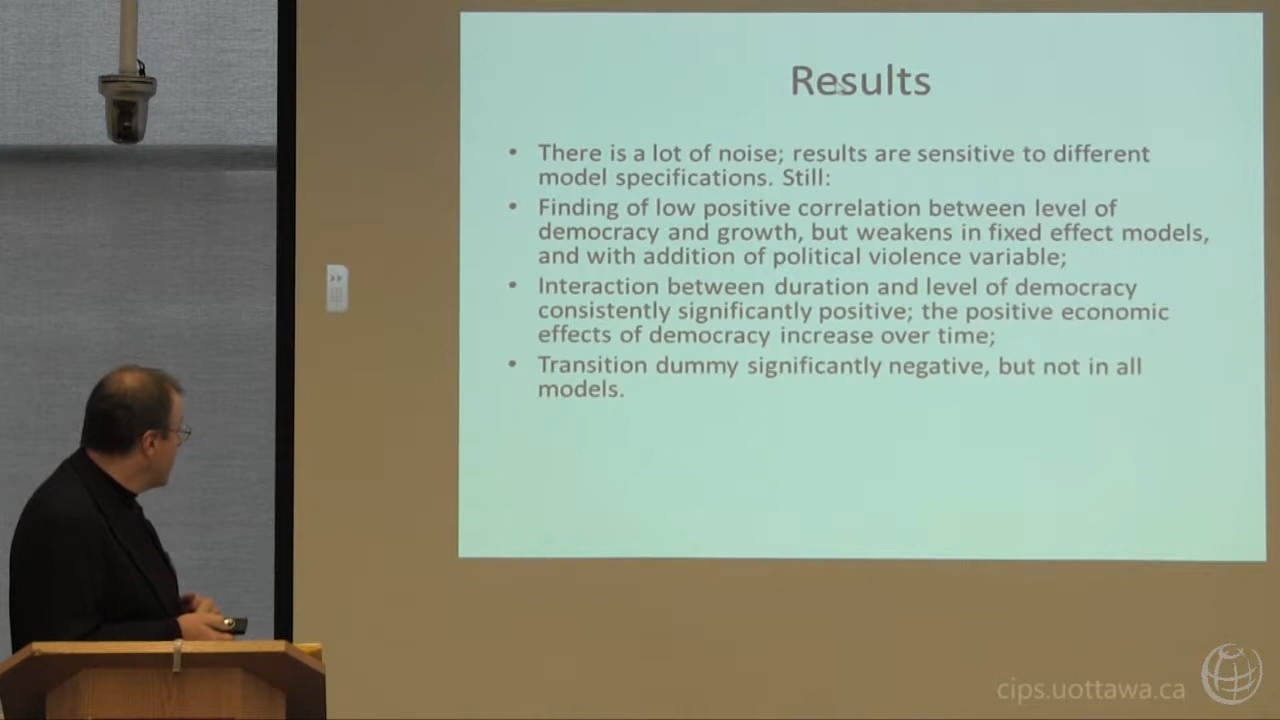 Results
• There is a lot of noise; results are sensitive to different
model specifications. Still:
• Finding of low positive correlation between level of
democracy and growth, but weakens in fixed effect models,
and with addition of political violence variable;
• Interaction between duration and level of democracy
consistently significantly positive; the positive economic
effects of democracy increase over time;
• Transition dummy significantly negative, but not in all
models.
cips.uottawa.ca